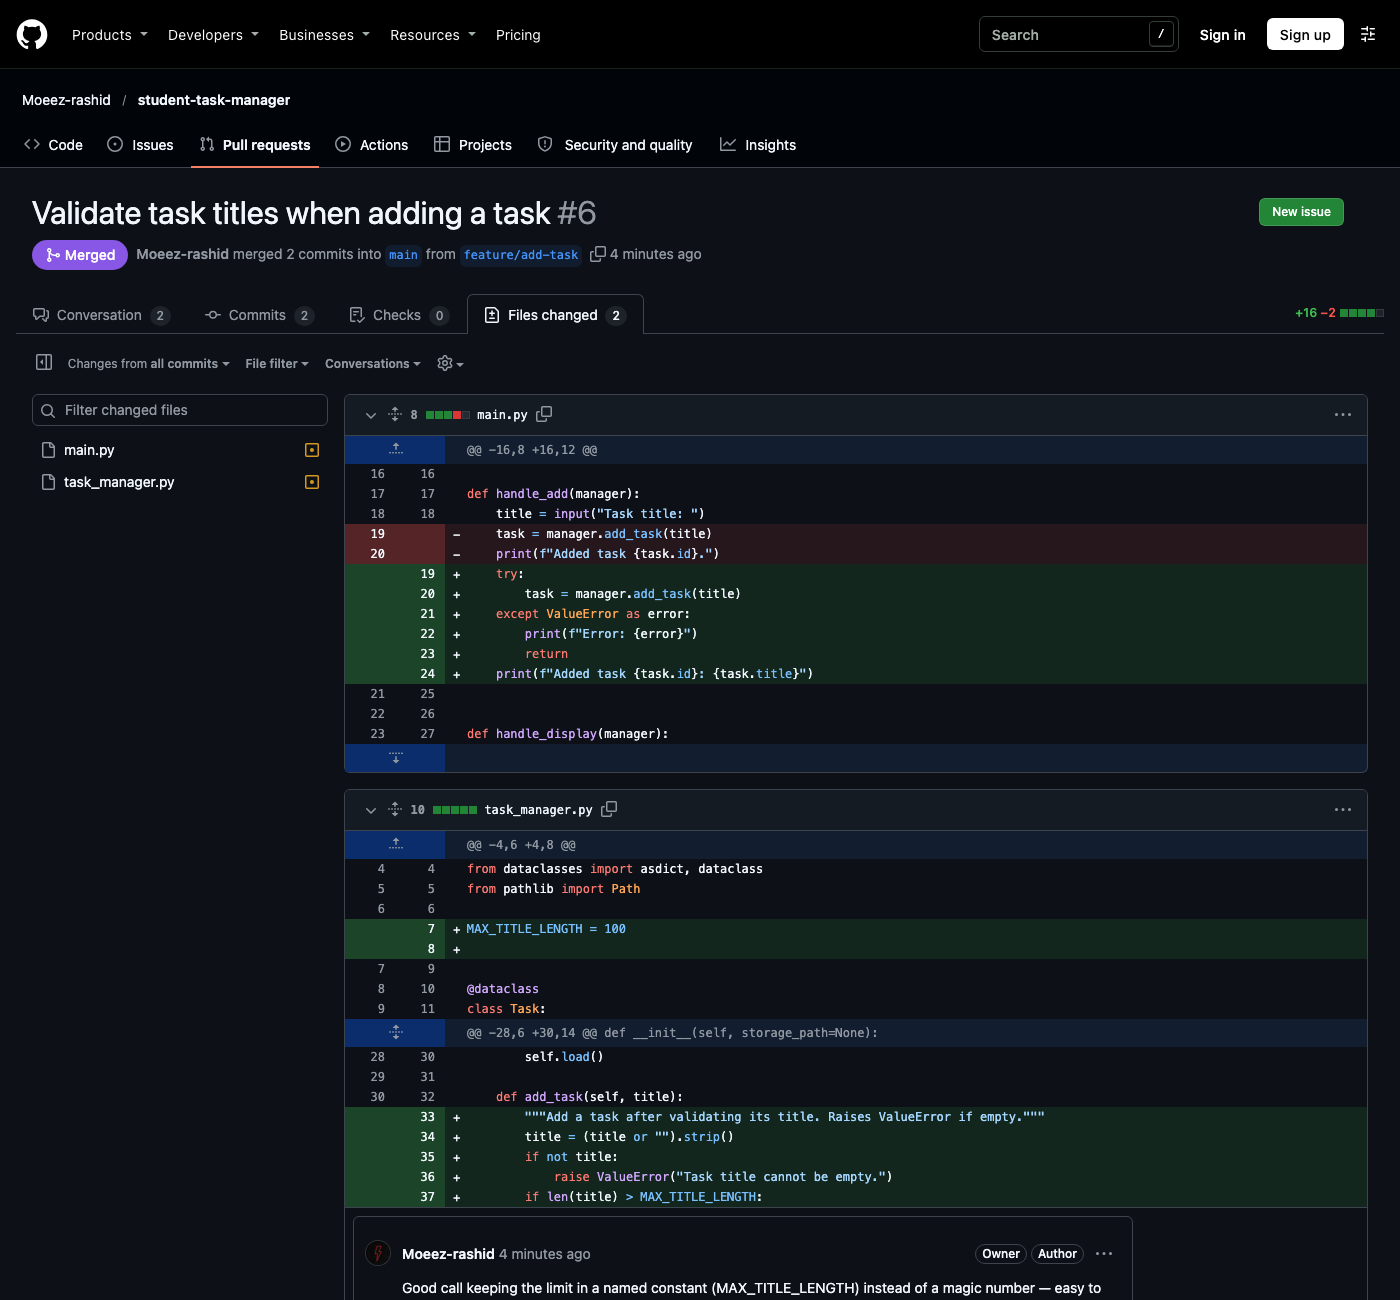 Products Developers Businesses Resources Pricing Search / Sign in Sign up
Moeez-rashid / student-task-manager
Code Issues Pull requests Actions Projects Security and quality Insights
Validate task titles when adding a task #6
New issue
Merged Moeez-rashid merged 2 commits into main from feature/add-task 4 minutes ago
Conversation 2 Commits 2 Checks 0 Files changed 2 +16 −2
Changes from all commits File filter Conversations
Filter changed files
main.py
task_manager.py
8 main.py
@@ -16,8 +16,12 @@
16 16
17 17 def handle_add(manager):
18 18 title = input("Task title: ")
19 - task = manager.add_task(title)
20 - print(f"Added task {task.id}.")
19 + try:
20 + task = manager.add_task(title)
21 + except ValueError as error:
22 + print(f"Error: {error}")
23 + return
24 + print(f"Added task {task.id}: {task.title}")
21 25
22 26
23 27 def handle_display(manager):
10 task_manager.py
@@ -4,6 +4,8 @@
4 4 from dataclasses import asdict, dataclass
5 5 from pathlib import Path
6 6
7 + MAX_TITLE_LENGTH = 100
8 +
7 9
8 10 @dataclass
9 11 class Task:
@@ -28,6 +30,14 @@ def __init__(self, storage_path=None):
28 30 self.load()
29 31
30 32 def add_task(self, title):
33 + """Add a task after validating its title. Raises ValueError if empty."""
34 + title = (title or "").strip()
35 + if not title:
36 + raise ValueError("Task title cannot be empty.")
37 + if len(title) > MAX_TITLE_LENGTH:
Moeez-rashid 4 minutes ago Owner Author
Good call keeping the limit in a named constant (MAX_TITLE_LENGTH) instead of a magic number — easy to